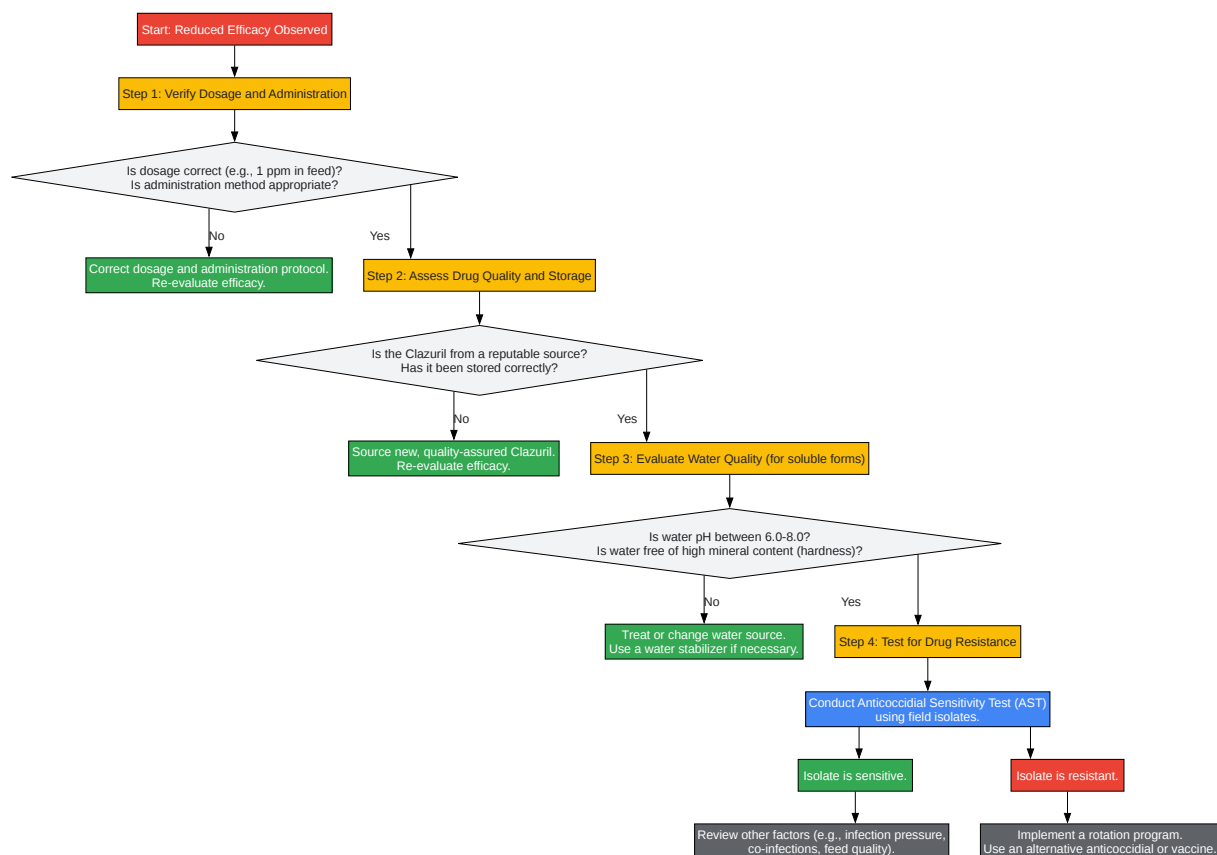 Start: Reduced Efficacy Observed
Step 1: Verify Dosage and Administration
Is dosage correct (e.g., 1 ppm in feed)?
Is administration method appropriate?
No
Yes
Correct dosage and administration protocol.
Re-evaluate efficacy.
Step 2: Assess Drug Quality and Storage
Is the Clazuril from a reputable source?
Has it been stored correctly?
No
Yes
Source new, quality-assured Clazuril.
Re-evaluate efficacy.
Step 3: Evaluate Water Quality (for soluble forms)
Is water pH between 6.0-8.0?
Is water free of high mineral content (hardness)?
No
Yes
Treat or change water source.
Use a water stabilizer if necessary.
Step 4: Test for Drug Resistance
Conduct Anticoccidial Sensitivity Test (AST)
using field isolates.
Isolate is sensitive.
Isolate is resistant.
Review other factors (e.g., infection pressure,
co-infections, feed quality).
Implement a rotation program.
Use an alternative anticoccidial or vaccine.